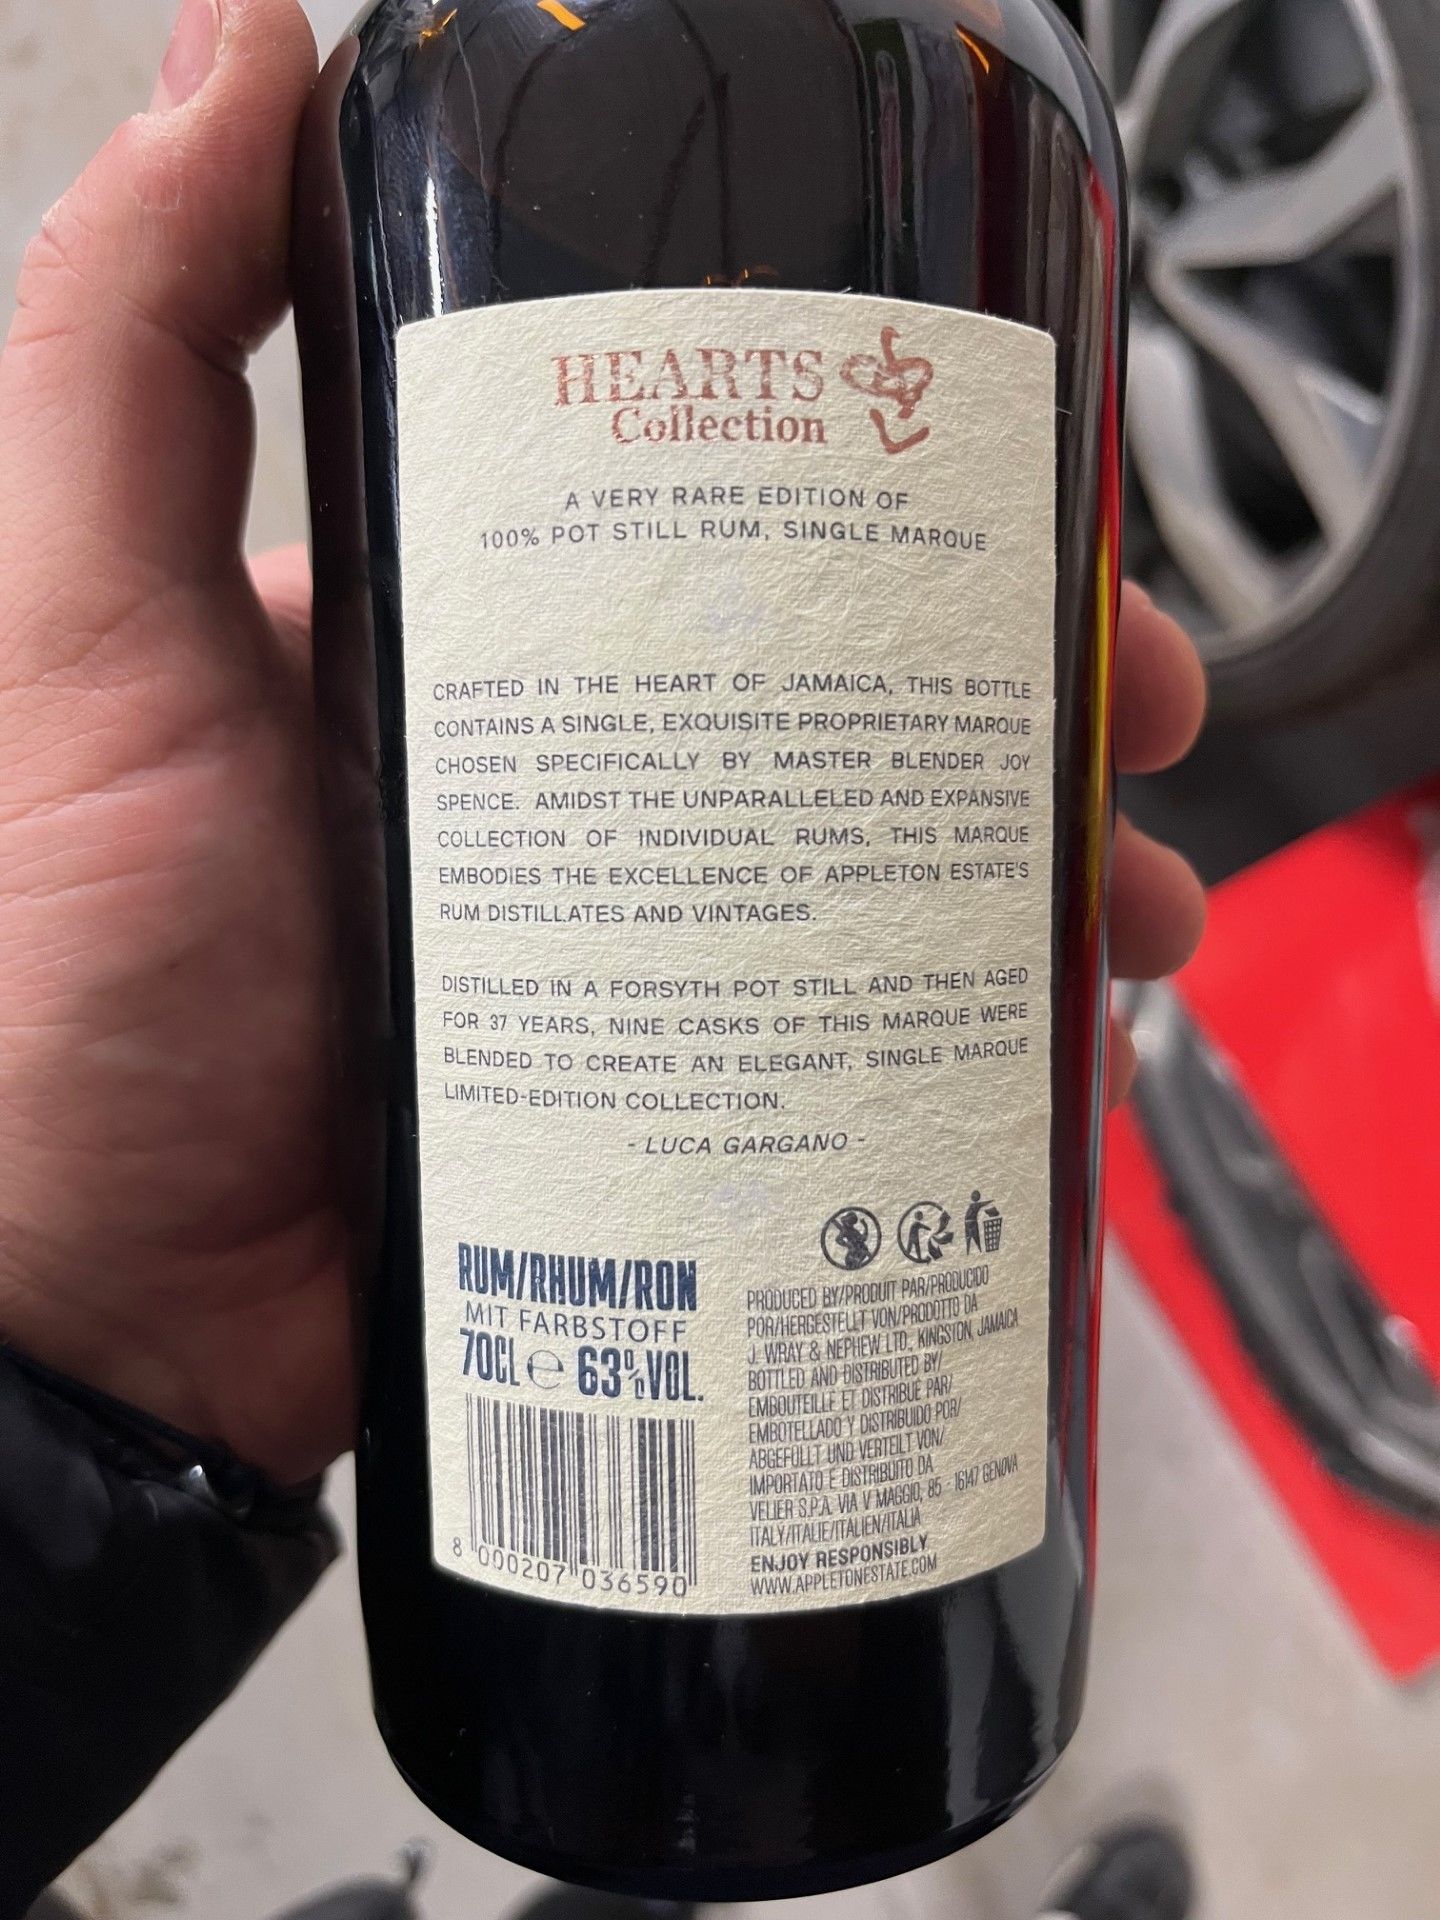 HEARTS
Collection
A VERY RARE EDITION OF
100% POT STILL RUM, SINGLE MARQUE
CRAFTED IN THE HEART OF JAMAICA, THIS BOTTLE
CONTAINS A SINGLE, EXQUISITE PROPRIETARY MARQUE
CHOSEN SPECIFICALLY BY MASTER BLENDER JOY
SPENCE. AMIDST THE UNPARALLELED AND EXPANSIVE
COLLECTION OF INDIVIDUAL RUMS, THIS MARQUE
EMBODIES THE EXCELLENCE OF APPLETON ESTATE'S
RUM DISTILLATES AND VINTAGES.
DISTILLED IN A FORSYTH POT STILL AND THEN AGED
FOR 37 YEARS, NINE CASKS OF THIS MARQUE WERE
BLENDED TO CREATE AN ELEGANT, SINGLE MARQUE
LIMITED-EDITION COLLECTION.
- LUCA GARGANO -
RUM/RHUM/RON
MIT FARBSTOFF
70CL e 63% VOL.
8 000207 036590
PRODUCED BY/PRODUIT PAR/PRODUCIDO
POR/HERGESTELLT VON/PRODOTTO DA
J. WRAY & NEPHEW LTD., KINGSTON, JAMAICA
BOTTLED AND DISTRIBUTED BY/
EMBOUTEILLÉ ET DISTRIBUÉ PAR/
EMBOTELLADO Y DISTRIBUIDO POR/
ABGEFÜLLT UND VERTEILT VON/
IMPORTATO E DISTRIBUITO DA
VELIER S.P.A. VIA V MAGGIO, 85 - 16147 GENOVA
ITALY/ITALIE/ITALIEN/ITALIA
ENJOY RESPONSIBLY
WWW.APPLETONESTATE.COM